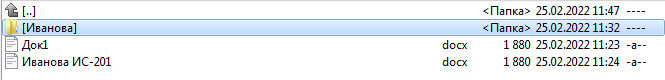 [..] <Папка> 25.02.2022 11:47 ----
[Иванова] <Папка> 25.02.2022 11:32 ----
Док1 docx 1 880 25.02.2022 11:23 -a--
Иванова ИС-201 docx 1 880 25.02.2022 11:24 -a--